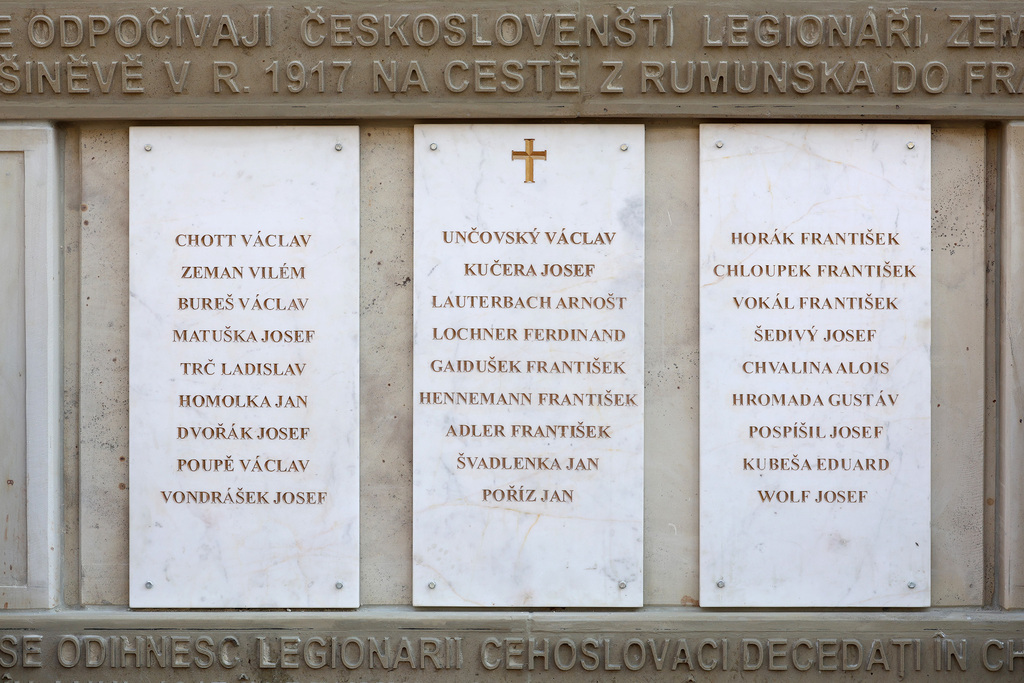 ODPOČÍVAJÍ ČESKOSLOVENŠTÍ LEGIONÁŘI
V R. 1917 NA CESTĚ Z RUMUNSKA DO
CHOTT VÁCLAV
ZEMAN VILÉM
BUREŠ VÁCLAV
MATUŠKA JOSEF
TRČ LADISLAV
HOMOLKA JAN
DVOŘÁK JOSEF
POUPĚ VÁCLAV
VONDRÁŠEK JOSEF
UNČOVSKÝ VÁCLAV
KUČERA JOSEF
LAUTERBACH ARNOŠT
LOCHNER FERDINAND
GAIDUŠEK FRANTIŠEK
HENNEMANN FRANTIŠEK
ADLER FRANTIŠEK
ŠVADLENKA JAN
POŘÍZ JAN
HORÁK FRANTIŠEK
CHLOUPEK FRANTIŠEK
VOKÁL FRANTIŠEK
ŠEDIVÝ JOSEF
CHVALINA ALOIS
HROMADA GUSTÁV
POSPÍŠIL JOSEF
KUBEŠA EDUARD
WOLF JOSEF
SE ODIHNESC LEGIONARII CEHOSLOVACI DECEDAȚI ÎN